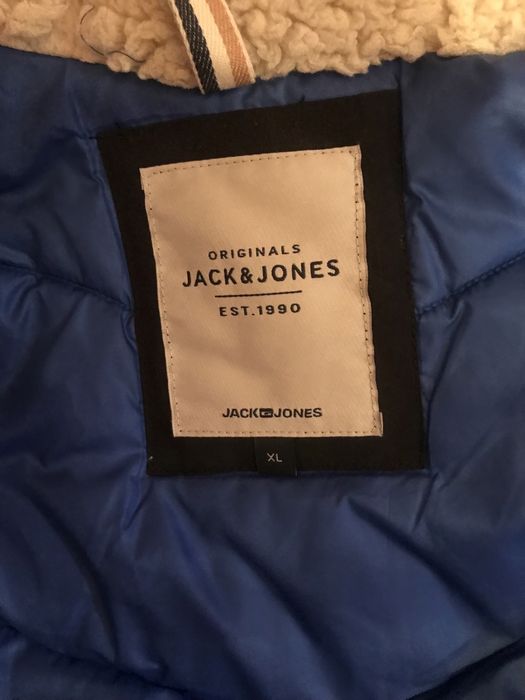 ORIGINALS
JACK&JONES
EST.1990
JACK JONES
XL